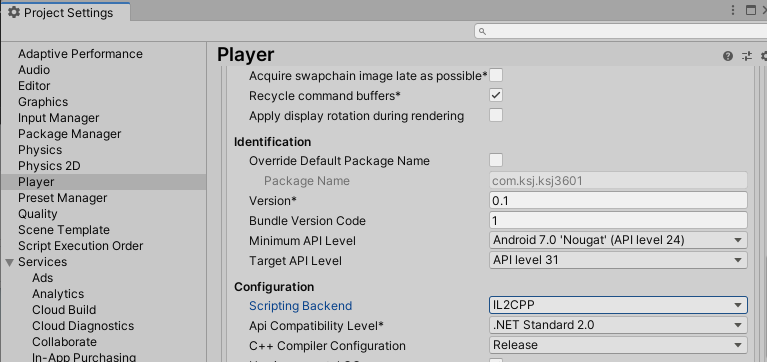 Project Settings
Adaptive Performance
Audio
Editor
Graphics
Input Manager
Package Manager
Physics
Physics 2D
Player
Preset Manager
Quality
Scene Template
Script Execution Order
Services
Ads
Analytics
Cloud Build
Cloud Diagnostics
Collaborate
In-App Purchasing
Player
Acquire swapchain image late as possible*
Recycle command buffers*
Apply display rotation during rendering
Identification
Override Default Package Name
Package Name com.ksj.ksj3601
Version* 0.1
Bundle Version Code 1
Minimum API Level Android 7.0 'Nougat' (API level 24)
Target API Level API level 31
Configuration
Scripting Backend IL2CPP
Api Compatibility Level* .NET Standard 2.0
C++ Compiler Configuration Release